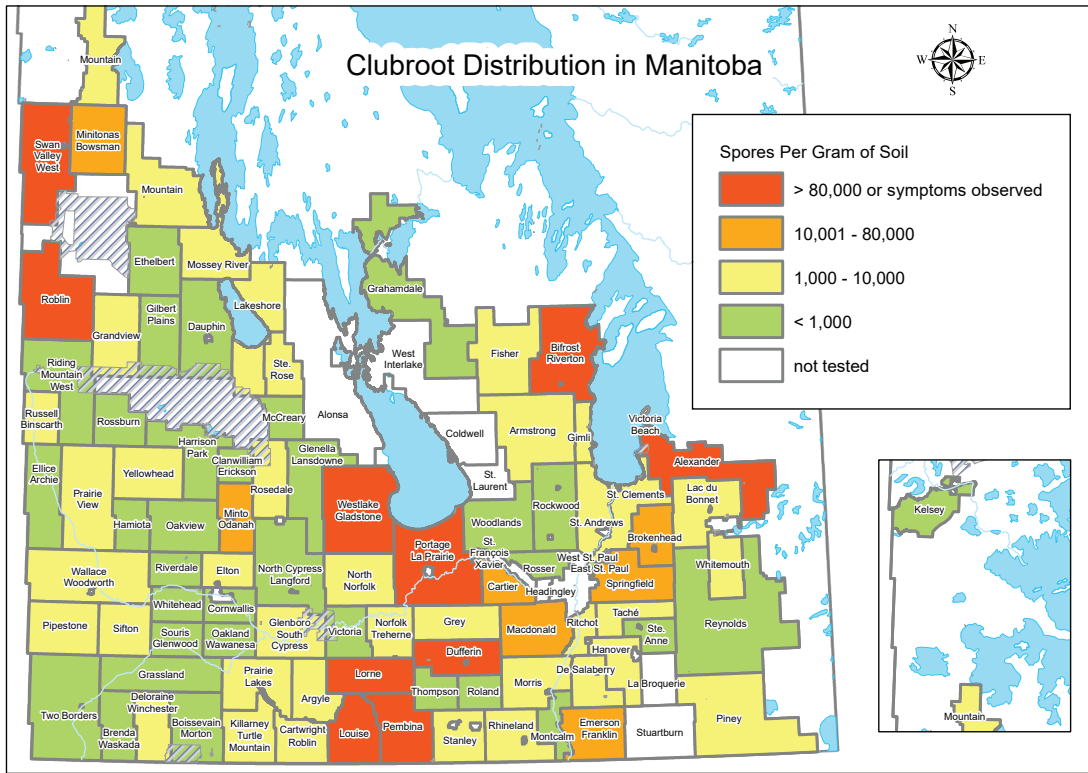 Clubroot Distribution in Manitoba
N
W
E
S
Spores Per Gram of Soil
> 80,000 or symptoms observed
10,001 - 80,000
1,000 - 10,000
< 1,000
not tested
Mountain
Swan
Valley
West
Minitonas
Bowsman
Mountain
Ethelbert
Mossey River
Roblin
Grandview
Gilbert
Plains
Dauphin
Lakeshore
Grahamdale
West
Interlake
Fisher
Bifrost
Riverton
Riding
Mountain
West
Ste.
Rose
Alonsa
Russell
Binscarth
Rossburn
Harrison
Park
McCreary
Coldwell
Armstrong
Gimli
Victoria
Beach
Alexander
Ellice
Archie
Prairie
View
Yellowhead
Clanwilliam
Erickson
Glenella
Lansdowne
Rosedale
St.
Laurent
St. Clements
Lac du
Bonnet
Hamiota
Oakview
Minto
Odanah
Westlake
Gladstone
Portage
La Prairie
Woodlands
Rockwood
St. Andrews
Brokenhead
Wallace
Woodworth
Riverdale
Elton
North Cypress
Langford
North
Norfolk
St.
François
Xavier
Rosser
West St. Paul
East St. Paul
Springfield
Whitemouth
Cartier
Headingley
Whitehead
Cornwallis
Pipestone
Sifton
Souris
Glenwood
Oakland
Wawanesa
Glenboro
South
Cypress
Victoria
Norfolk
Treherne
Grey
Macdonald
Ritchot
Taché
Ste.
Anne
Reynolds
Hanover
Dufferin
Grassland
Prairie
Lakes
Argyle
Lorne
Thompson
Roland
Morris
De Salaberry
La Broquerie
Two Borders
Deloraine
Winchester
Brenda
Waskada
Boissevain
Morton
Killarney
Turtle
Mountain
Cartwright
Roblin
Louise
Pembina
Stanley
Rhineland
Montcalm
Emerson
Franklin
Stuartburn
Piney
Kelsey
Mountain